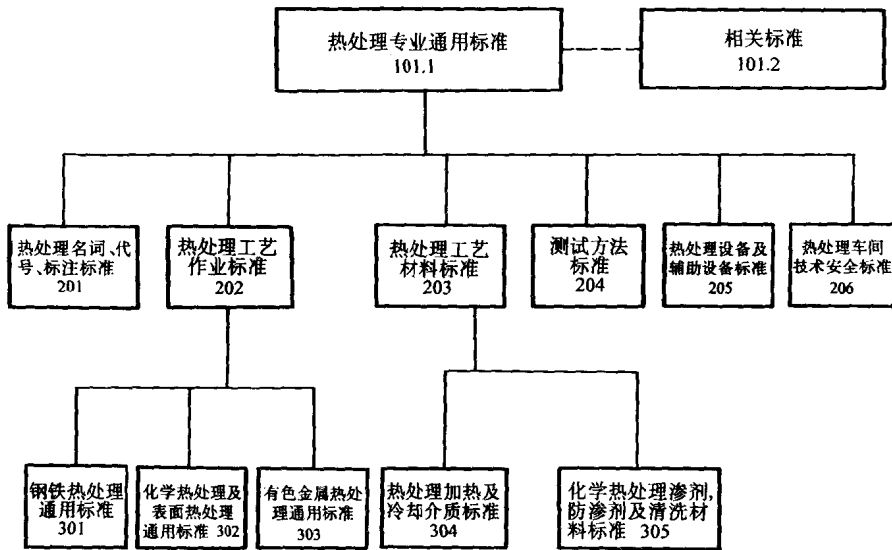 热处理专业通用标准
101.1
相关标准
101.2
热处理名词、代
号、标注标准
201
热处理工艺
作业标准
202
热处理工艺
材料标准
203
测试方法
标准
204
热处理设备及
辅助设备标准
205
热处理车间
技术安全标准
206
钢铁热处理
通用标准
301
化学热处理及
表面热处理
通用标准 302
有色金属热处
理通用标准
303
热处理加热及
冷却介质标准
304
化学热处理渗剂,
防渗剂及清洗材
料标准 305